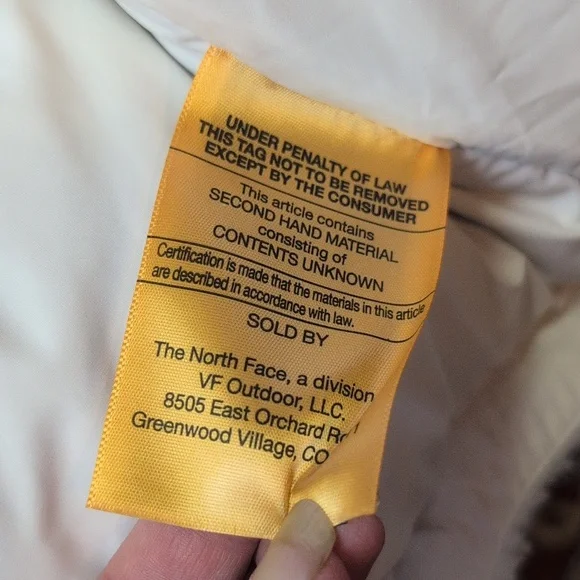 UNDER PENALTY OF LAW
THIS TAG NOT TO BE REMOVED
EXCEPT BY THE CONSUMER
This article contains
SECOND HAND MATERIAL
consisting of
CONTENTS UNKNOWN
Certification is made that the materials in this article
are described in accordance with law.
SOLD BY
The North Face, a division
VF Outdoor, LLC.
8505 East Orchard
Greenwood Village, CO